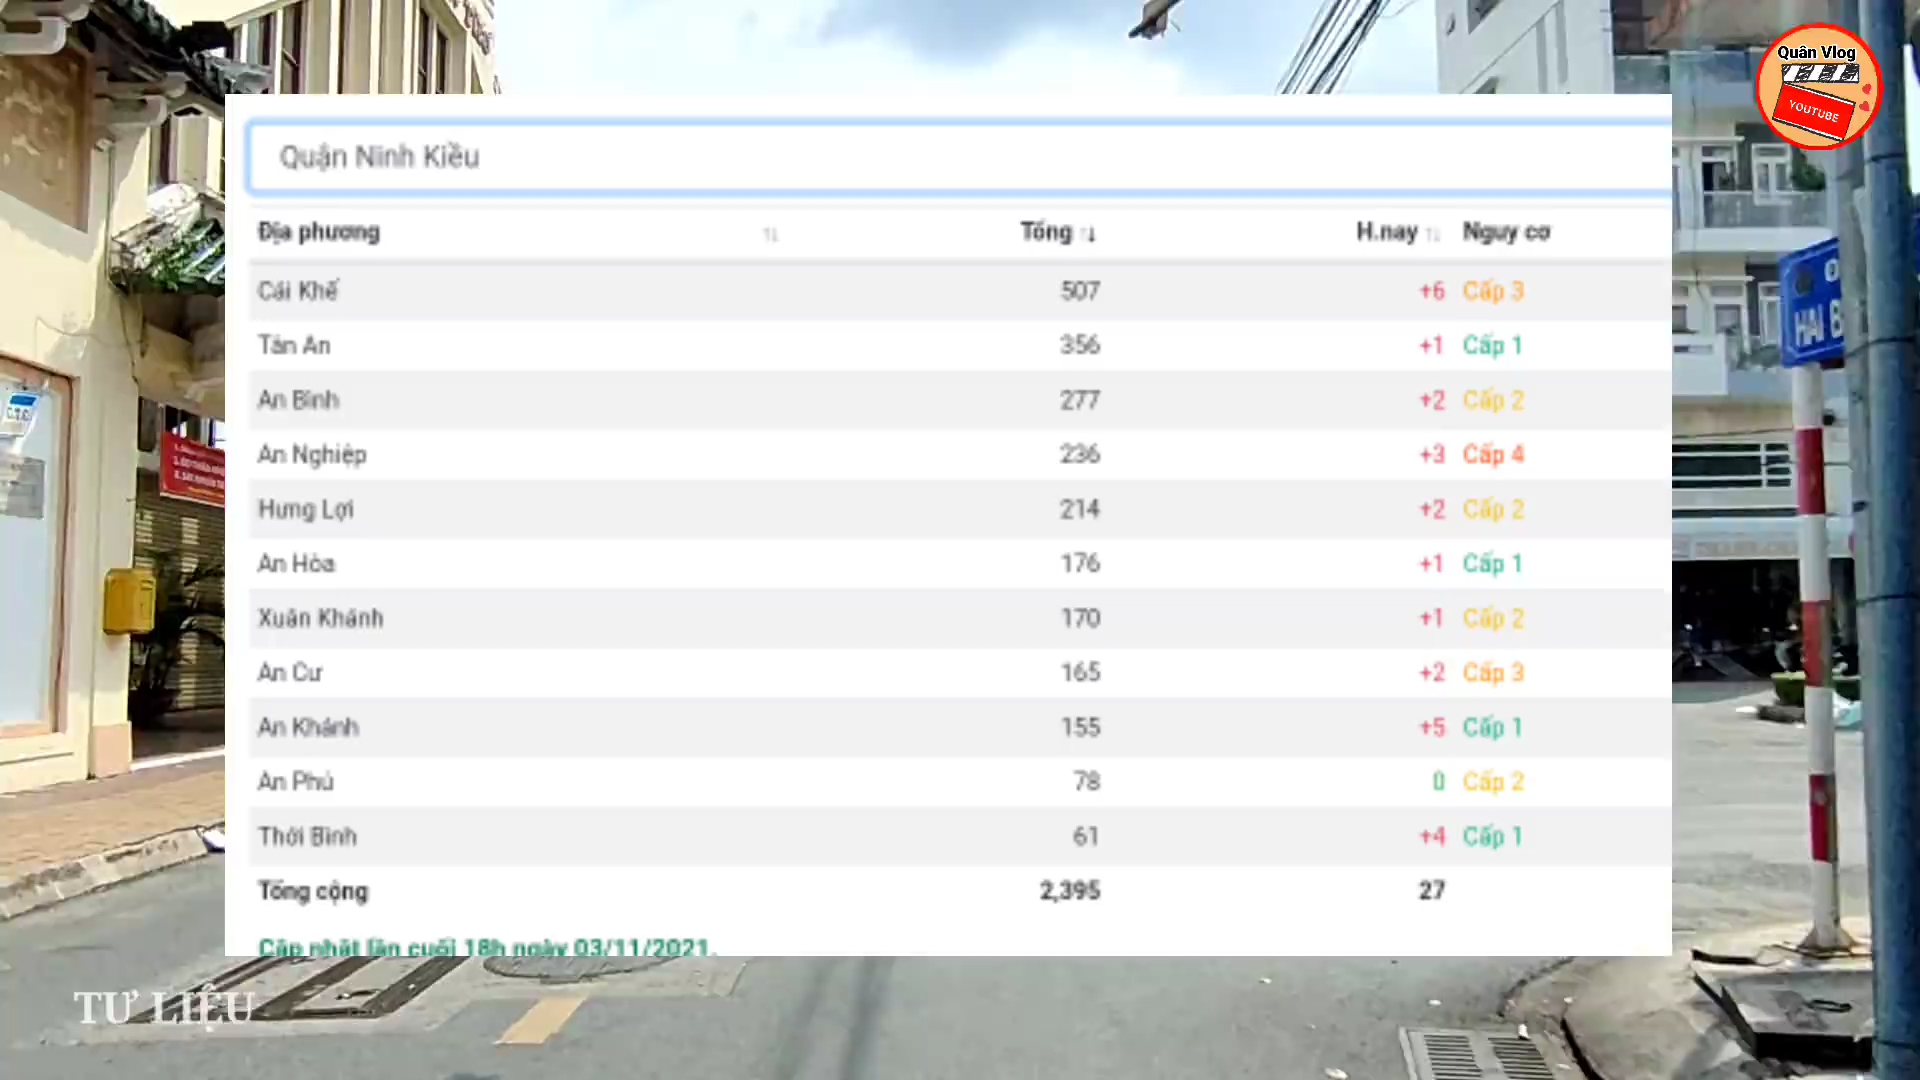 Quân Vlog
YOUTUBE
Quận Ninh Kiều
Địa phương Tổng H.nay Nguy cơ
Cái Khế 507 +6 Cấp 3
Tân An 356 +1 Cấp 1
An Bình 277 +2 Cấp 2
An Nghiệp 236 +3 Cấp 4
Hưng Lợi 214 +2 Cấp 2
An Hòa 176 +1 Cấp 1
Xuân Khánh 170 +1 Cấp 2
An Cư 165 +2 Cấp 3
An Khánh 155 +5 Cấp 1
An Phú 78 0 Cấp 2
Thới Bình 61 +4 Cấp 1
Tổng cộng 2,395 27
Cập nhật lần cuối 18h ngày 03/11/2021.
HAI B
TƯ LIỆU